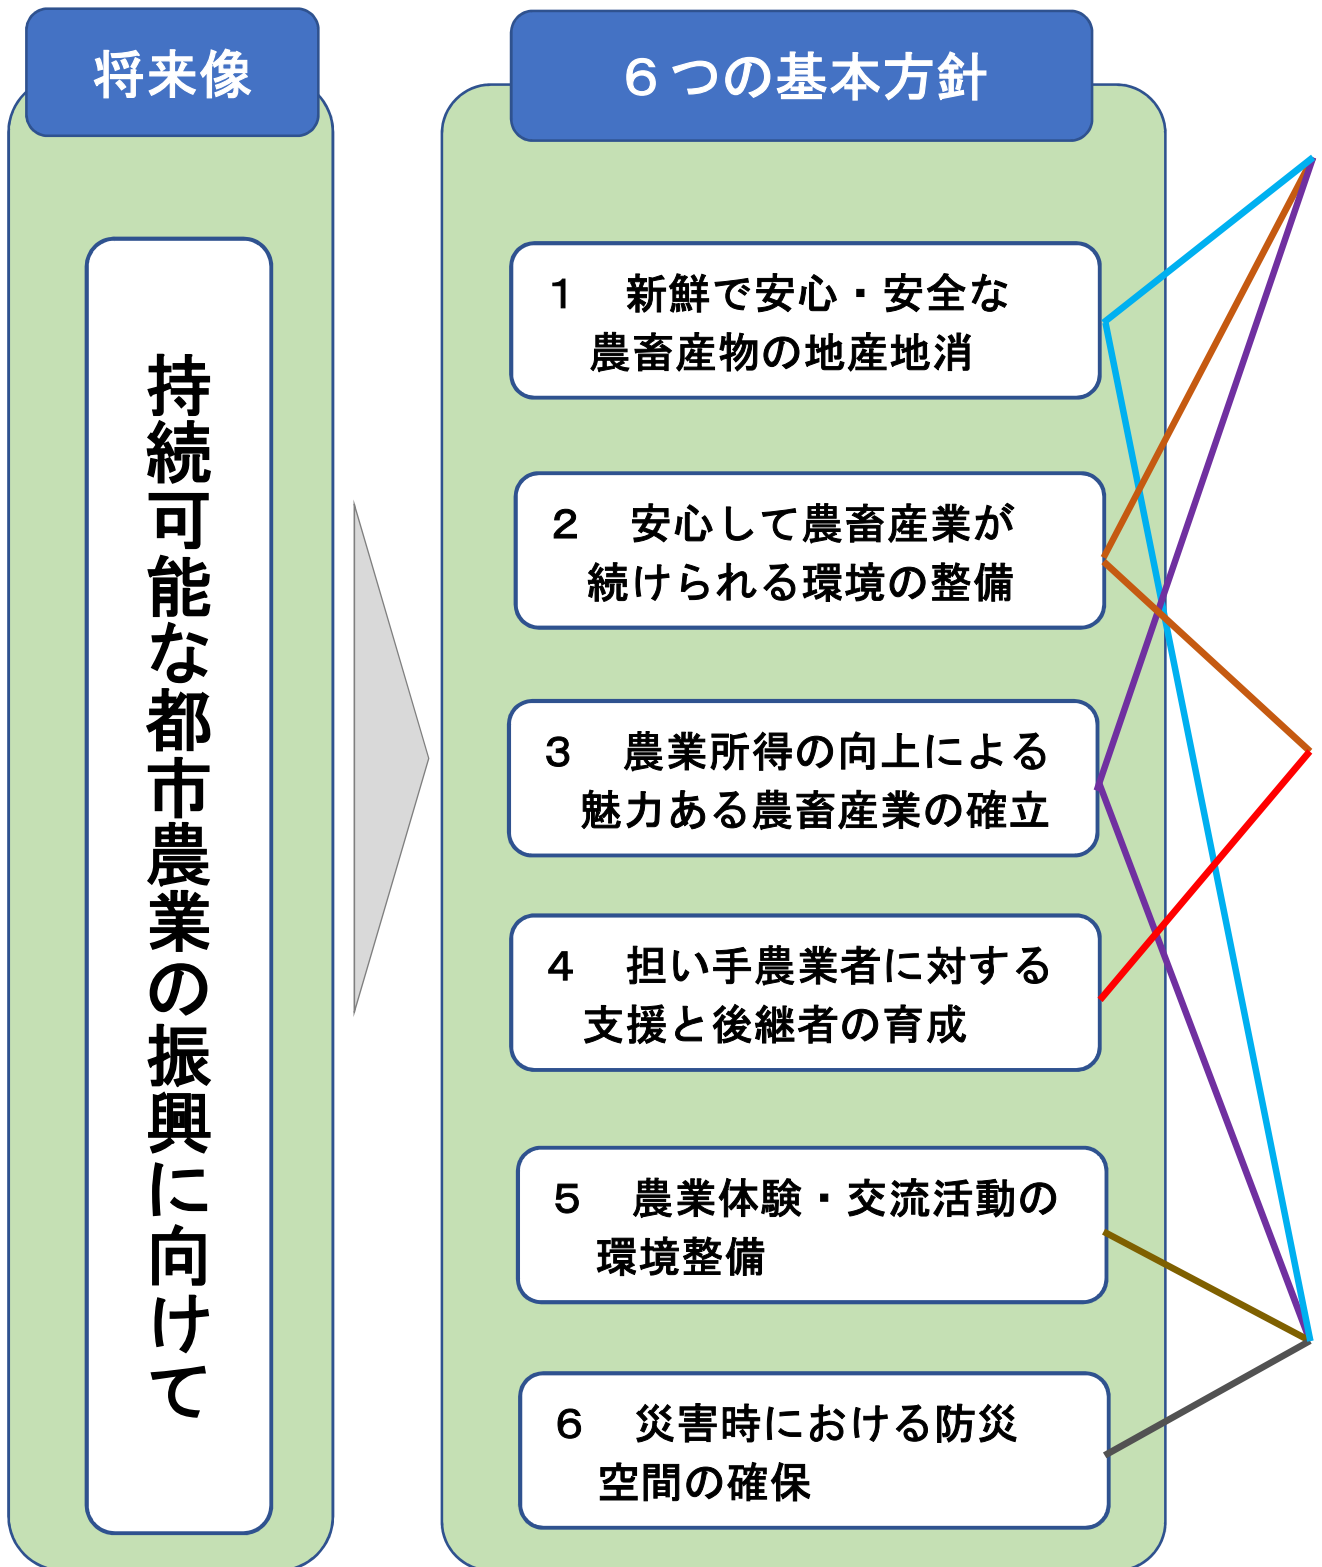 将来像
持続可能な都市農業の振興に向けて
６つの基本方針
１　新鮮で安心・安全な
農畜産物の地産地消
２　安心して農畜産業が
続けられる環境の整備
３　農業所得の向上による
魅力ある農畜産業の確立
４　担い手農業者に対する
支援と後継者の育成
５　農業体験・交流活動の
環境整備
６　災害時における防災
空間の確保